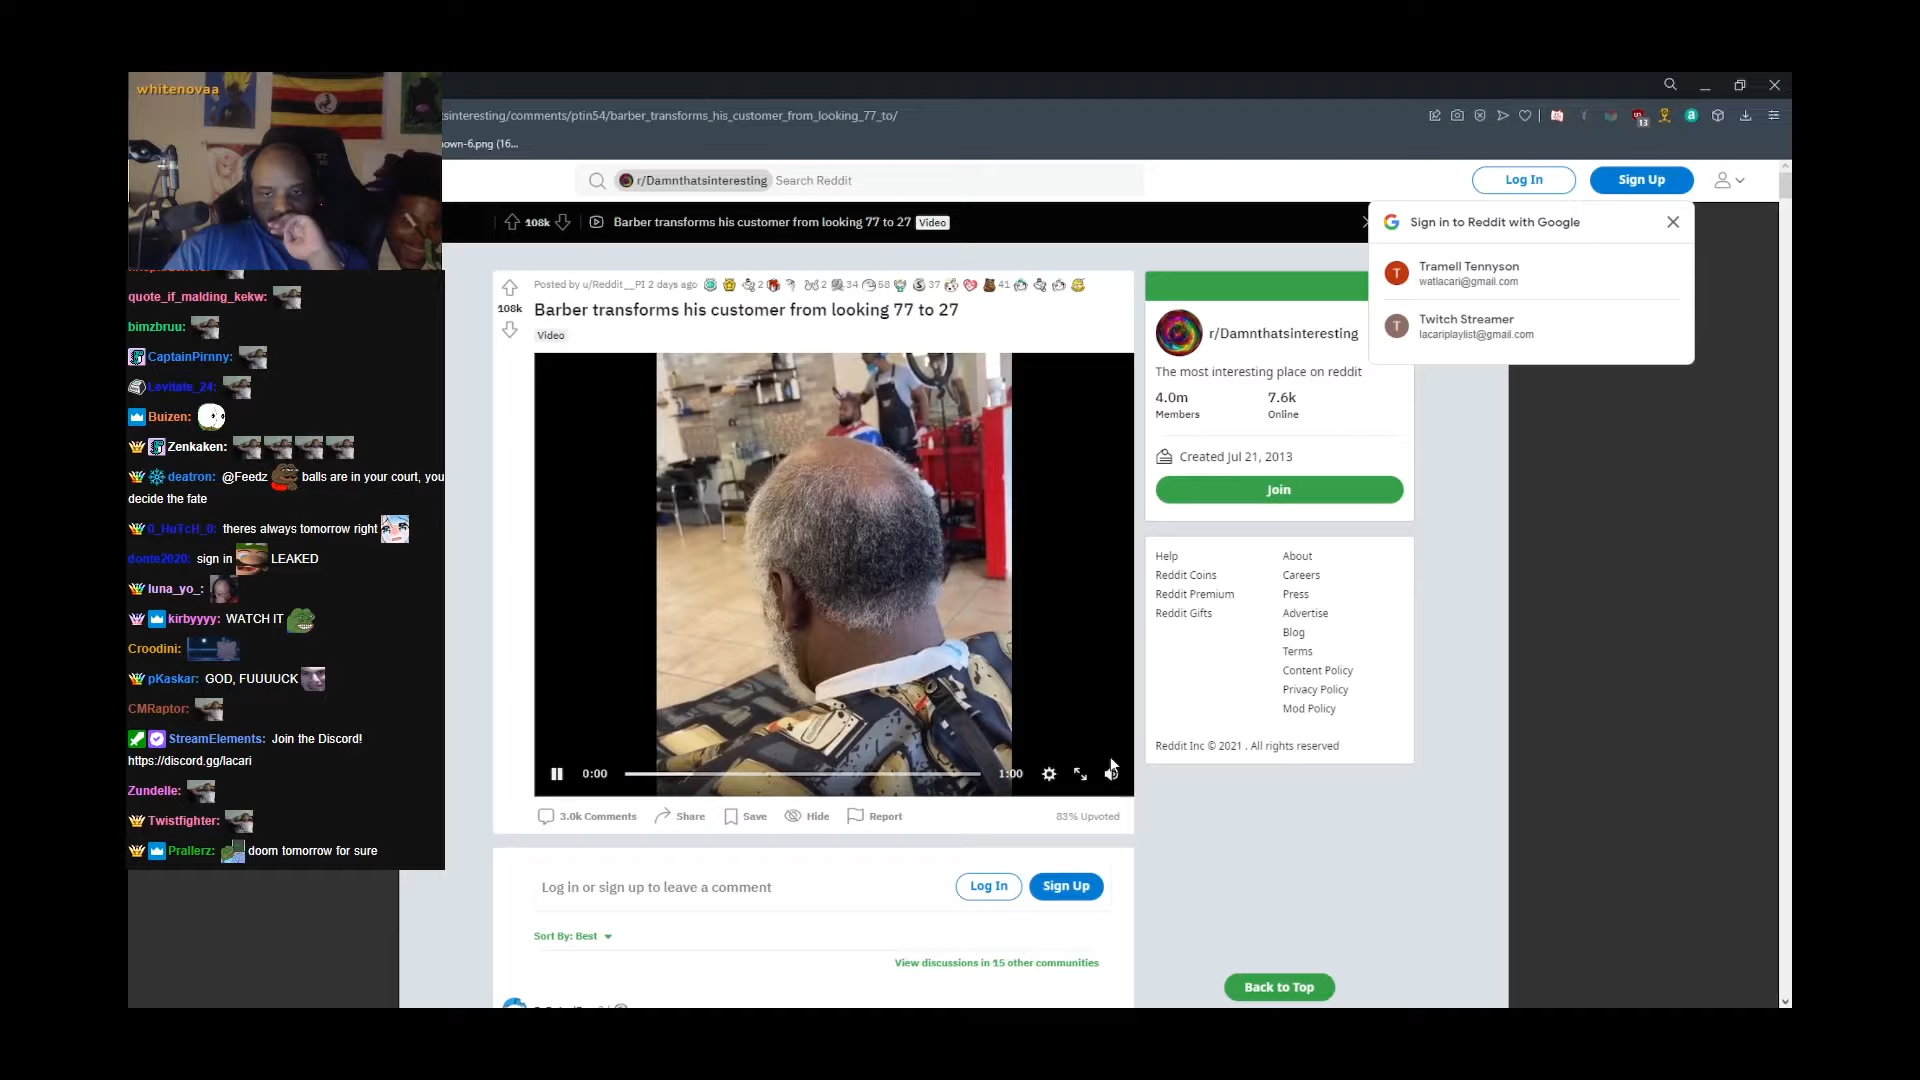 whitenovaa
sinteresting/comments/ptin54/barber_transforms_his_customer_from_looking_77_to/
own-6.png (16...
13
r/Damnthatsinteresting Search Reddit
Log In
Sign Up
108k Barber transforms his customer from looking 77 to 27 Video
Sign in to Reddit with Google
T Tramell Tennyson
watlacari@gmail.com
T Twitch Streamer
lacariplaylist@gmail.com
quote_if_malding_kekw:
bimzbruu:
CaptainPirnny:
Levitate_24:
Buizen:
Zenkaken:
deatron: @Feedz balls are in your court, you
decide the fate
0_HuTcH_0: theres always tomorrow right
donte2020: sign in LEAKED
luna_yo_:
kirbyyyy: WATCH IT
Croodini:
pKaskar: GOD, FUUUUCK
CMRaptor:
StreamElements: Join the Discord!
https://discord.gg/lacari
Zundelle:
Twistfighter:
Prallerz: doom tomorrow for sure
Posted by u/Reddit__PI 2 days ago 2 2 34 58 37 41
108k
Barber transforms his customer from looking 77 to 27
Video
0:00
1:00
3.0k Comments Share Save Hide Report 83% Upvoted
Log in or sign up to leave a comment
Log In
Sign Up
Sort By: Best
View discussions in 15 other communities
r/Damnthatsinteresting
The most interesting place on reddit
4.0m
Members
7.6k
Online
Created Jul 21, 2013
Join
Help
Reddit Coins
Reddit Premium
Reddit Gifts
About
Careers
Press
Advertise
Blog
Terms
Content Policy
Privacy Policy
Mod Policy
Reddit Inc © 2021 . All rights reserved
Back to Top